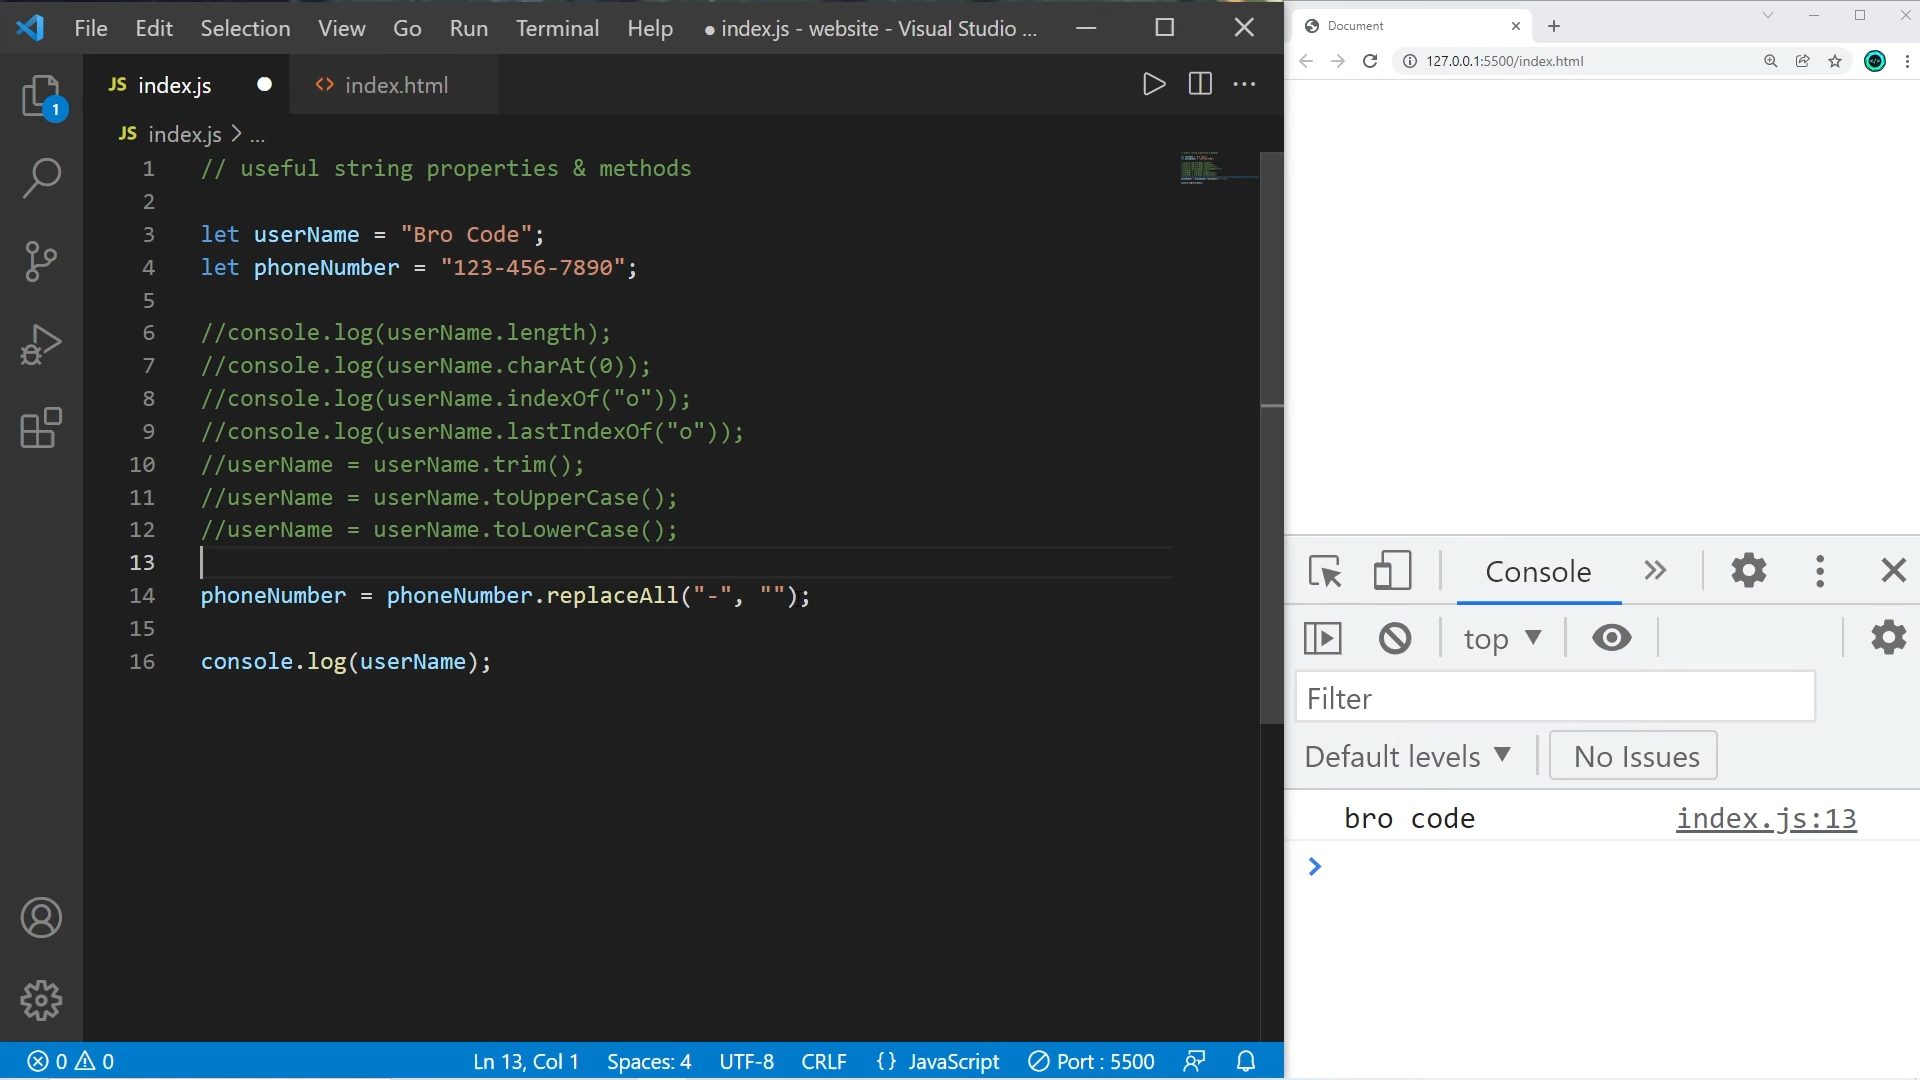 File Edit Selection View Go Run Terminal Help ● index.js - website - Visual Studio ...
JS index.js ● <> index.html
JS index.js > ...
1 // useful string properties & methods
2
3 let userName = "Bro Code";
4 let phoneNumber = "123-456-7890";
5
6 //console.log(userName.length);
7 //console.log(userName.charAt(0));
8 //console.log(userName.indexOf("o"));
9 //console.log(userName.lastIndexOf("o"));
10 //userName = userName.trim();
11 //userName = userName.toUpperCase();
12 //userName = userName.toLowerCase();
13
14 phoneNumber = phoneNumber.replaceAll("-", "");
15
16 console.log(userName);
1
0 0 Ln 13, Col 1 Spaces: 4 UTF-8 CRLF {} JavaScript Port : 5500
Document
127.0.0.1:5500/index.html
Console
top
Filter
Default levels No Issues
bro code index.js:13